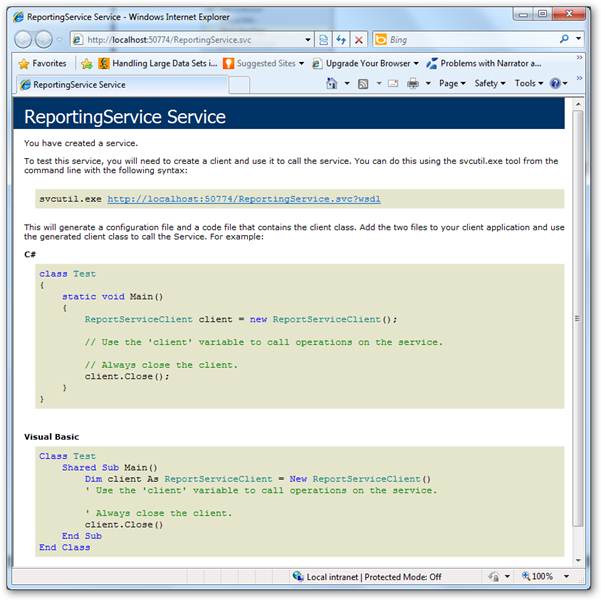 ReportingService Service - Windows Internet Explorer
http://localhost:50774/ReportingService.svc
Bing
Favorites Handling Large Data Sets i... Suggested Sites Upgrade Your Browser Problems with Narrator a...
ReportingService Service
Page Safety Tools
ReportingService Service
You have created a service.
To test this service, you will need to create a client and use it to call the service. You can do this using the svcutil.exe tool from the
command line with the following syntax:
svcutil.exe http://localhost:50774/ReportingService.svc?wsdl
This will generate a configuration file and a code file that contains the client class. Add the two files to your client application and use
the generated client class to call the Service. For example:
C#
class Test
{
static void Main()
{
ReportServiceClient client = new ReportServiceClient();
// Use the 'client' variable to call operations on the service.
// Always close the client.
client.Close();
}
}
Visual Basic
Class Test
Shared Sub Main()
Dim client As ReportServiceClient = New ReportServiceClient()
' Use the 'client' variable to call operations on the service.
' Always close the client.
client.Close()
End Sub
End Class
Local intranet | Protected Mode: Off
100%